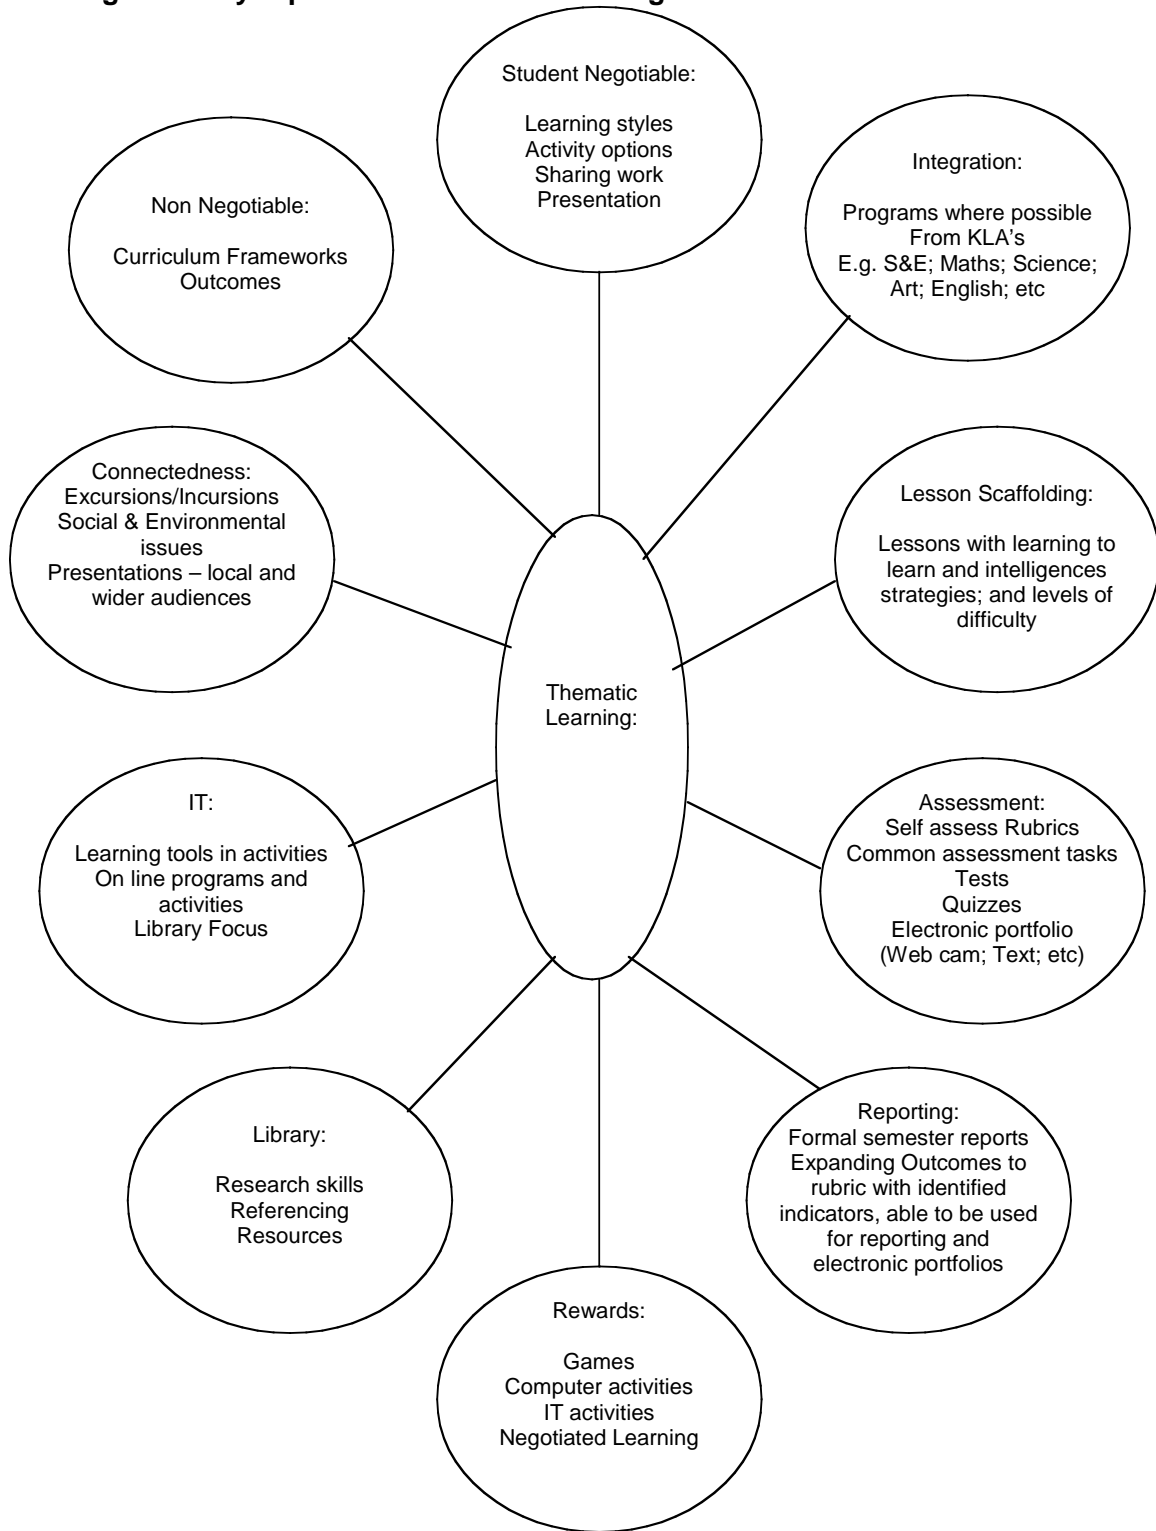 Student Negotiable:
Learning styles
Activity options
Sharing work
Presentation
Integration:
Programs where possible
From KLA's
E.g. S&E; Maths; Science;
Art; English; etc
Non Negotiable:
Curriculum Frameworks
Outcomes
Connectedness:
Excursions/Incursions
Social & Environmental
issues
Presentations – local and
wider audiences
Lesson Scaffolding:
Lessons with learning to
learn and intelligences
strategies; and levels of
difficulty
Thematic
Learning:
IT:
Learning tools in activities
On line programs and
activities
Library Focus
Assessment:
Self assess Rubrics
Common assessment tasks
Tests
Quizzes
Electronic portfolio
(Web cam; Text; etc)
Library:
Research skills
Referencing
Resources
Reporting:
Formal semester reports
Expanding Outcomes to
rubric with identified
indicators, able to be used
for reporting and
electronic portfolios
Rewards:
Games
Computer activities
IT activities
Negotiated Learning